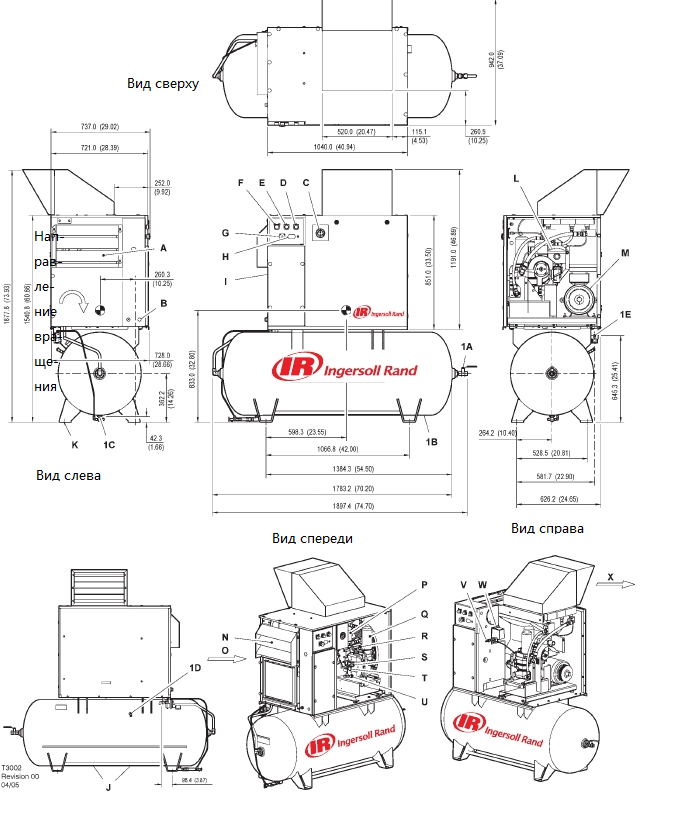 942.0
(37.09)
Вид сверху
520.0 (20.47)
115.1
(4.53)
260.5
(10.25)
1040.0 (40.94)
737.0 (29.02)
721.0 (28.39)
252.0
(9.92)
Нап-
рав-
ле-
ние
вра-
ще-
ния
A
260.3
(10.25)
B
1877.8 (73.93)
1540.8 (60.66)
728.0
(28.66)
362.2
(14.26)
42.3
(1.66)
K
1C
Вид слева
F
E
D
C
G
H
I
851.0 (33.50)
1191.0 (46.89)
833.0 (32.80)
IR Ingersoll Rand
IR Ingersoll Rand
1A
1B
598.3 (23.55)
1066.8 (42.00)
1384.3 (54.50)
1783.2 (70.20)
1897.4 (74.70)
Вид спереди
L
M
1E
645.3 (25.41)
264.2 (10.40)
528.5 (20.81)
581.7 (22.90)
626.2 (24.65)
Вид справа
1D
J
T3002
Revision 00
04/05
N
O
P
Q
R
S
T
U
IR Ingersoll Rand
V
W
X
IR Ingersoll Rand